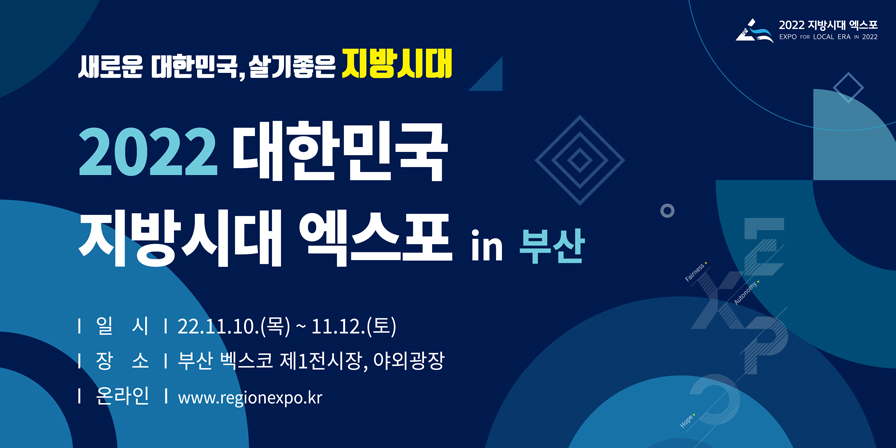 2022 지방시대 엑스포
EXPO FOR LOCAL ERA IN 2022
새로운 대한민국, 살기좋은 지방시대
2022 대한민국
지방시대 엑스포 in 부산
ㅣ 일 시 ㅣ 22.11.10.(목) ~ 11.12.(토)
ㅣ 장 소 ㅣ 부산 벡스코 제1전시장, 야외광장
ㅣ 온라인 ㅣ www.regionexpo.kr
Fairness
Autonomy
Hope
EXPO